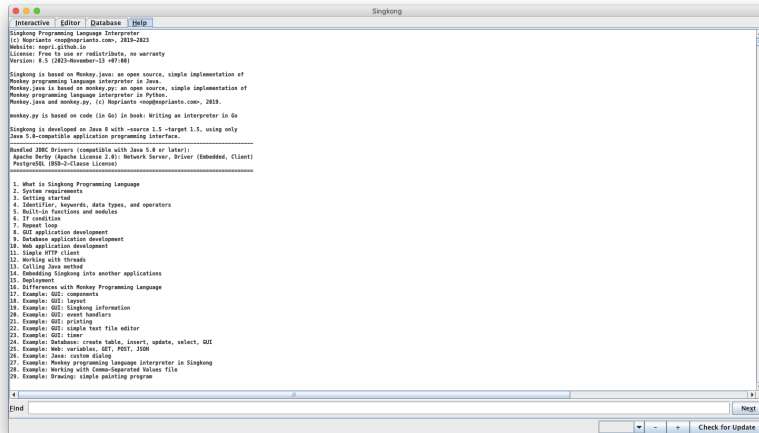 Singkong
Interactive Editor Database Help
Singkong Programming Language Interpreter
(c) Noprianto <nop@noprianto.com>, 2019-2023
Website: nopri.github.io
License: Free to use or redistribute, no warranty
Version: 8.5 (2023-November-13 +07:00)
Singkong is based on Monkey.java: an open source, simple implementation of
Monkey programming language interpreter in Java.
Monkey.java is based on monkey.py: an open source, simple implementation of
Monkey programming language interpreter in Python.
Monkey.java and monkey.py, (c) Noprianto <nop@noprianto.com>, 2019.
monkey.py is based on code (in Go) in book: Writing an interpreter in Go
Singkong is developed on Java 8 with -source 1.5 -target 1.5, using only
Java 5.0-compatible application programming interface.
Bundled JDBC Drivers (compatible with Java 5.0 or later):
Apache Derby (Apache License 2.0): Network Server, Driver (Embedded, Client)
PostgreSQL (BSD-2-Clause License)
1. What is Singkong Programming Language
2. System requirements
3. Getting started
4. Identifier, keywords, data types, and operators
5. Built-in functions and modules
6. If condition
7. Repeat loop
8. GUI application development
9. Database application development
10. Web application development
11. Simple HTTP client
12. Working with threads
13. Calling Java method
14. Embedding Singkong into another applications
15. Deployment
16. Differences with Monkey Programming Language
17. Example: GUI: components
18. Example: GUI: layout
19. Example: GUI: Singkong information
20. Example: GUI: event handlers
21. Example: GUI: printing
22. Example: GUI: simple text file editor
23. Example: GUI: timer
24. Example: Database: create table, insert, update, select, GUI
25. Example: Web: variables, GET, POST, JSON
26. Example: Java: custom dialog
27. Example: Monkey programming language interpreter in Singkong
28. Example: Working with Comma-Separated Values file
29. Example: Drawing: simple painting program
Find Next
- + Check for Update